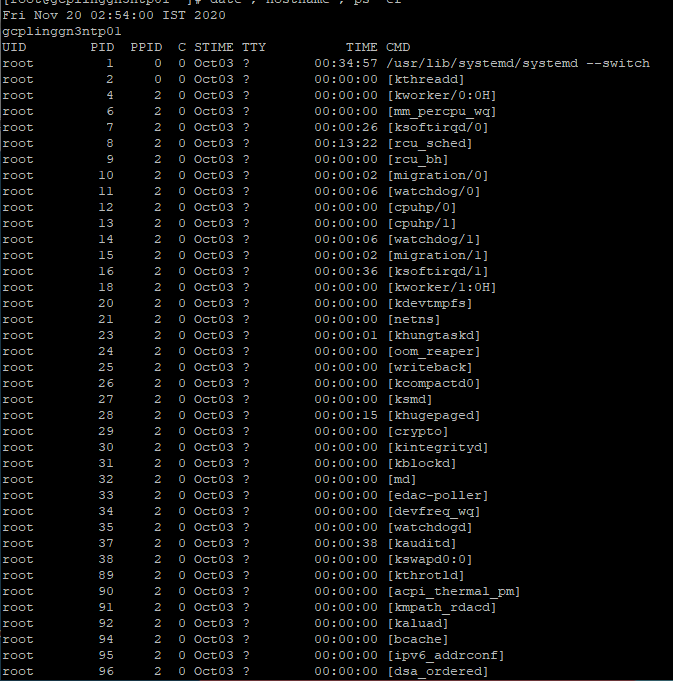 [root@gcplinggn3ntp01 ~]# date ; hostname ; ps -ef
Fri Nov 20 02:54:00 IST 2020
gcplinggn3ntp01
UID        PID  PPID  C STIME TTY          TIME CMD
root         1     0  0 Oct03 ?        00:34:57 /usr/lib/systemd/systemd --switch
root         2     0  0 Oct03 ?        00:00:00 [kthreadd]
root         4     2  0 Oct03 ?        00:00:00 [kworker/0:0H]
root         6     2  0 Oct03 ?        00:00:00 [mm_percpu_wq]
root         7     2  0 Oct03 ?        00:00:26 [ksoftirqd/0]
root         8     2  0 Oct03 ?        00:13:22 [rcu_sched]
root         9     2  0 Oct03 ?        00:00:00 [rcu_bh]
root        10     2  0 Oct03 ?        00:00:02 [migration/0]
root        11     2  0 Oct03 ?        00:00:06 [watchdog/0]
root        12     2  0 Oct03 ?        00:00:00 [cpuhp/0]
root        13     2  0 Oct03 ?        00:00:00 [cpuhp/1]
root        14     2  0 Oct03 ?        00:00:06 [watchdog/1]
root        15     2  0 Oct03 ?        00:00:02 [migration/1]
root        16     2  0 Oct03 ?        00:00:36 [ksoftirqd/1]
root        18     2  0 Oct03 ?        00:00:00 [kworker/1:0H]
root        20     2  0 Oct03 ?        00:00:00 [kdevtmpfs]
root        21     2  0 Oct03 ?        00:00:00 [netns]
root        23     2  0 Oct03 ?        00:00:01 [khungtaskd]
root        24     2  0 Oct03 ?        00:00:00 [oom_reaper]
root        25     2  0 Oct03 ?        00:00:00 [writeback]
root        26     2  0 Oct03 ?        00:00:00 [kcompactd0]
root        27     2  0 Oct03 ?        00:00:00 [ksmd]
root        28     2  0 Oct03 ?        00:00:15 [khugepaged]
root        29     2  0 Oct03 ?        00:00:00 [crypto]
root        30     2  0 Oct03 ?        00:00:00 [kintegrityd]
root        31     2  0 Oct03 ?        00:00:00 [kblockd]
root        32     2  0 Oct03 ?        00:00:00 [md]
root        33     2  0 Oct03 ?        00:00:00 [edac-poller]
root        34     2  0 Oct03 ?        00:00:00 [devfreq_wq]
root        35     2  0 Oct03 ?        00:00:00 [watchdogd]
root        37     2  0 Oct03 ?        00:00:38 [kauditd]
root        38     2  0 Oct03 ?        00:00:00 [kswapd0:0]
root        89     2  0 Oct03 ?        00:00:00 [kthrotld]
root        90     2  0 Oct03 ?        00:00:00 [acpi_thermal_pm]
root        91     2  0 Oct03 ?        00:00:00 [kmpath_rdacd]
root        92     2  0 Oct03 ?        00:00:00 [kaluad]
root        94     2  0 Oct03 ?        00:00:00 [bcache]
root        95     2  0 Oct03 ?        00:00:00 [ipv6_addrconf]
root        96     2  0 Oct03 ?        00:00:00 [dsa_ordered]